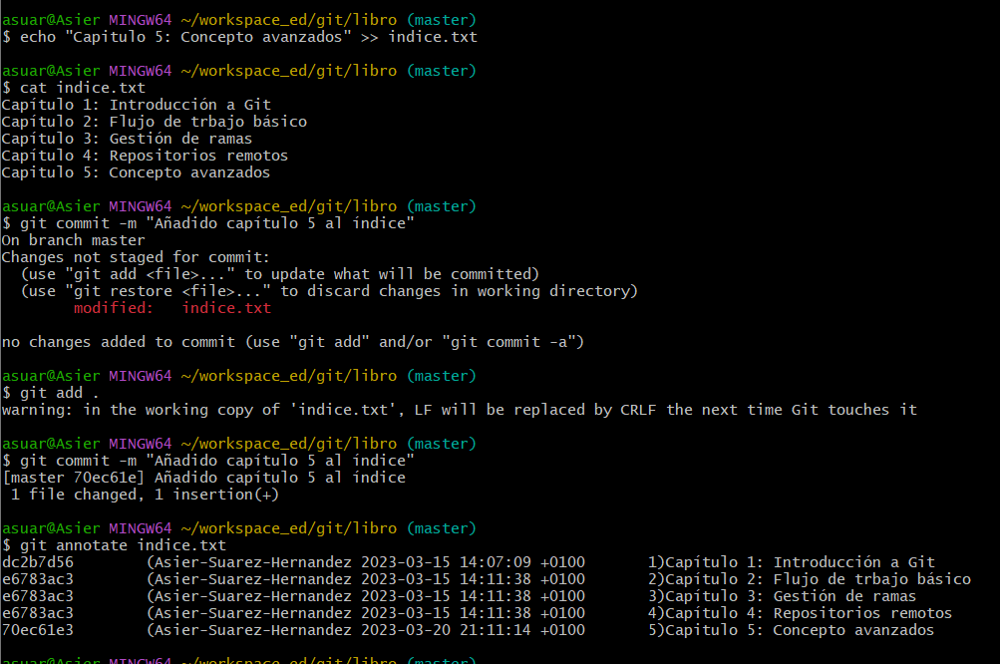 asuar@Asier MINGW64 ~/workspace_ed/git/libro (master)
$ echo "Capitulo 5: Concepto avanzados" >> indice.txt
asuar@Asier MINGW64 ~/workspace_ed/git/libro (master)
$ cat indice.txt
Capítulo 1: Introducción a Git
Capítulo 2: Flujo de trbajo básico
Capítulo 3: Gestión de ramas
Capítulo 4: Repositorios remotos
Capitulo 5: Concepto avanzados
asuar@Asier MINGW64 ~/workspace_ed/git/libro (master)
$ git commit -m "Añadido capítulo 5 al índice"
On branch master
Changes not staged for commit:
  (use "git add <file>..." to update what will be committed)
  (use "git restore <file>..." to discard changes in working directory)
        modified:   indice.txt
no changes added to commit (use "git add" and/or "git commit -a")
asuar@Asier MINGW64 ~/workspace_ed/git/libro (master)
$ git add .
warning: in the working copy of 'indice.txt', LF will be replaced by CRLF the next time Git touches it
asuar@Asier MINGW64 ~/workspace_ed/git/libro (master)
$ git commit -m "Añadido capítulo 5 al índice"
[master 70ec61e] Añadido capítulo 5 al índice
 1 file changed, 1 insertion(+)
asuar@Asier MINGW64 ~/workspace_ed/git/libro (master)
$ git annotate indice.txt
dc2b7d56        (Asier-Suarez-Hernandez 2023-03-15 14:07:09 +0100       1)Capítulo 1: Introducción a Git
e6783ac3        (Asier-Suarez-Hernandez 2023-03-15 14:11:38 +0100       2)Capítulo 2: Flujo de trbajo básico
e6783ac3        (Asier-Suarez-Hernandez 2023-03-15 14:11:38 +0100       3)Capítulo 3: Gestión de ramas
e6783ac3        (Asier-Suarez-Hernandez 2023-03-15 14:11:38 +0100       4)Capítulo 4: Repositorios remotos
70ec61e3        (Asier-Suarez-Hernandez 2023-03-20 21:11:14 +0100       5)Capitulo 5: Concepto avanzados
asuar@Asier MINGW64 ~/workspace_ed/git/libro (master)